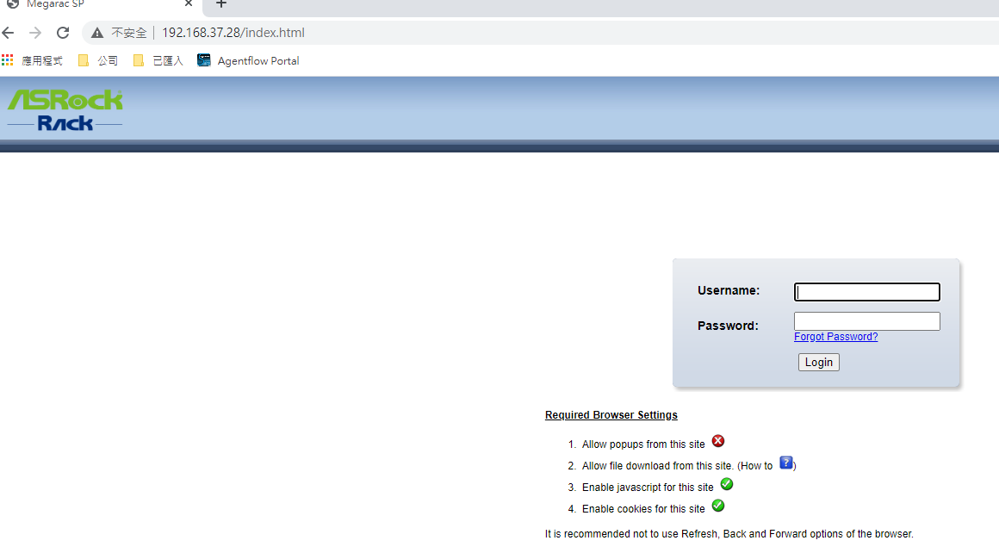 Megarac SP
不安全 192.168.37.28/index.html
應用程式 公司 已匯入 Agentflow Portal
ASRock
Rack
Username:
Password:
Forgot Password?
Login
Required Browser Settings
1. Allow popups from this site
2. Allow file download from this site. (How to ?)
3. Enable javascript for this site
4. Enable cookies for this site
It is recommended not to use Refresh, Back and Forward options of the browser.